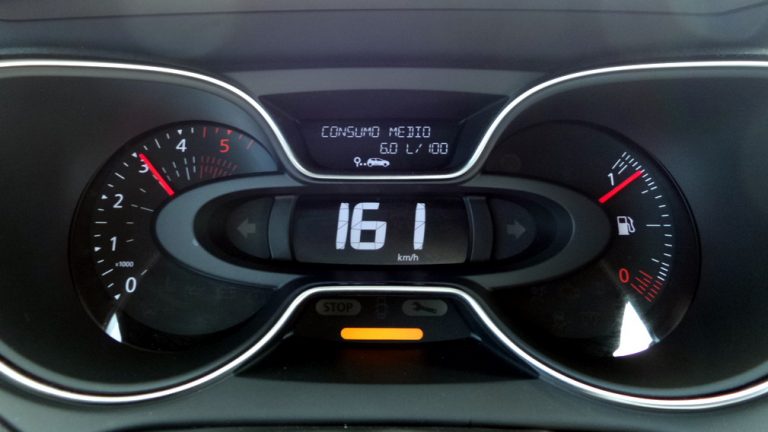 CONSUMO MEDIO
6.0 L/100
0
1
2
3
4
5
x1000
161
km/h
1
0
STOP